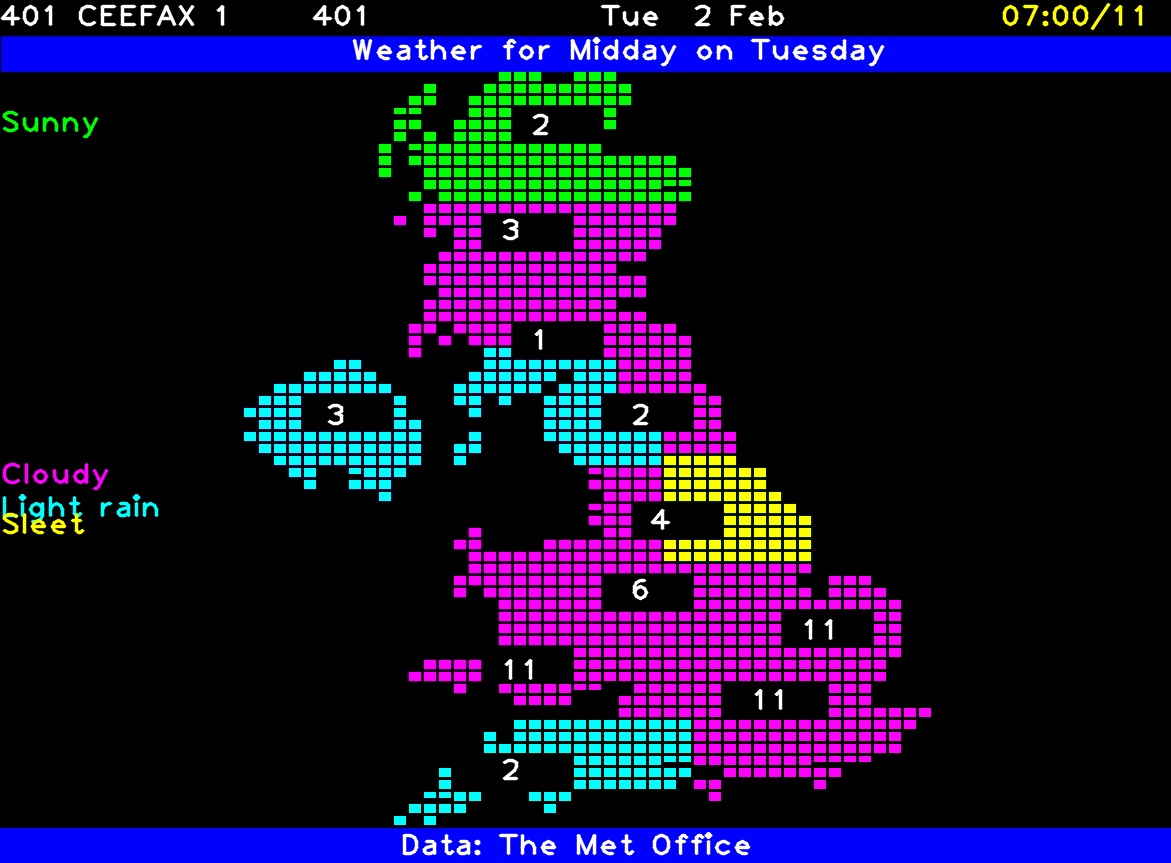 401 CEEFAX 1 401 Tue 2 Feb 07:00/11
Weather for Midday on Tuesday
Sunny
2
3
1
3
2
Cloudy
Light rain
Sleet
4
6
11
11
11
2
Data: The Met Office